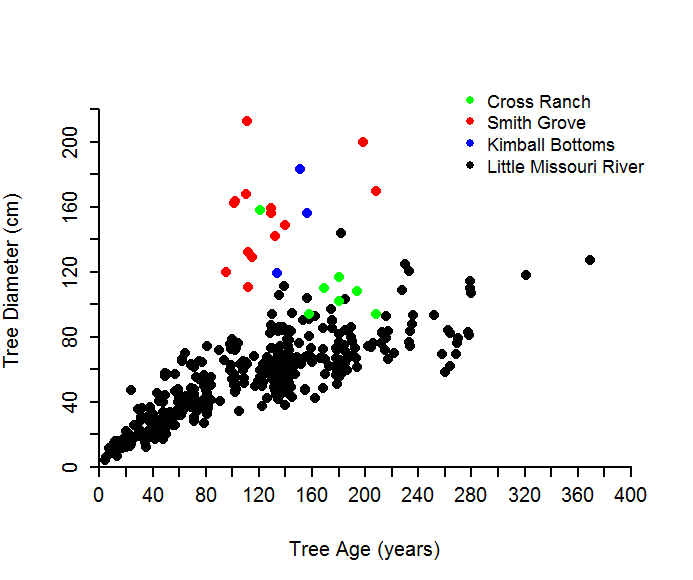 Cross Ranch
Smith Grove
Kimball Bottoms
Little Missouri River
Tree Diameter (cm)
200
160
120
80
40
0
0 40 80 120 160 200 240 280 320 360 400
Tree Age (years)